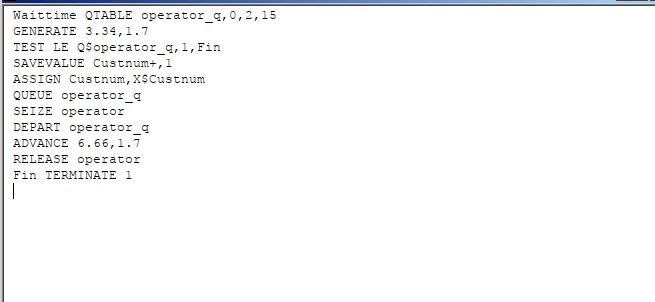 Waittime QTABLE operator_q,0,2,15
GENERATE 3.34,1.7
TEST LE Q$operator_q,1,Fin
SAVEVALUE Custnum+,1
ASSIGN Custnum,X$Custnum
QUEUE operator_q
SEIZE operator
DEPART operator_q
ADVANCE 6.66,1.7
RELEASE operator
Fin TERMINATE 1